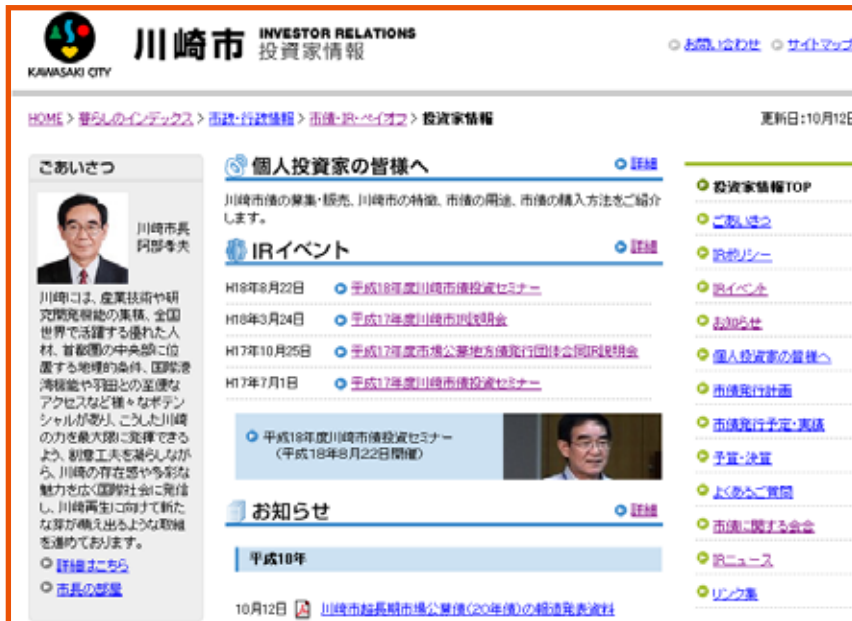 KAWASAKI CITY
川崎市
INVESTOR RELATIONS
投資家情報
お問い合わせ
サイトマップ
HOME > 暮らしのインデックス > 市政・行政情報 > 市債・IR・ペイオフ > 投資家情報
更新日:10月12日
ごあいさつ
川崎市長
阿部孝夫
川崎には、産業技術や研
究開発機能の集積、全国
世界で活躍する優れた人
材、首都圏の中央部に位
置する地理的条件、国際港
湾機能や羽田との至便な
アクセスなど様々なポテン
シャルがあり、こうした川崎
の力を最大限に発揮できる
よう、創意工夫を凝らしなが
ら、川崎の存在感や多彩な
魅力を広く国際社会に発信
し、川崎再生に向けて新た
な芽が萌え出るような取組
を進めております。
詳細はこちら
市長の部屋
個人投資家の皆様へ
詳細
川崎市債の募集・販売、川崎市の特徴、市債の用途、市債の購入方法をご紹介
します。
IRイベント
詳細
H18年8月22日 平成18年度川崎市債投資セミナー
H18年3月24日 平成17年度川崎市IR説明会
H17年10月25日 平成17年度市場公募地方債発行団体合同IR説明会
H17年7月1日 平成17年度川崎市債投資セミナー
平成18年度川崎市債投資セミナー
(平成18年8月22日開催)
お知らせ
詳細
平成18年
10月12日 川崎市超長期市場公募債(20年債)の報道発表資料
投資家情報TOP
ごあいさつ
IRポリシー
IRイベント
お知らせ
個人投資家の皆様へ
市債発行計画
市債発行予定・実績
予算・決算
よくあるご質問
市債に関する会合
IRニュース
リンク集